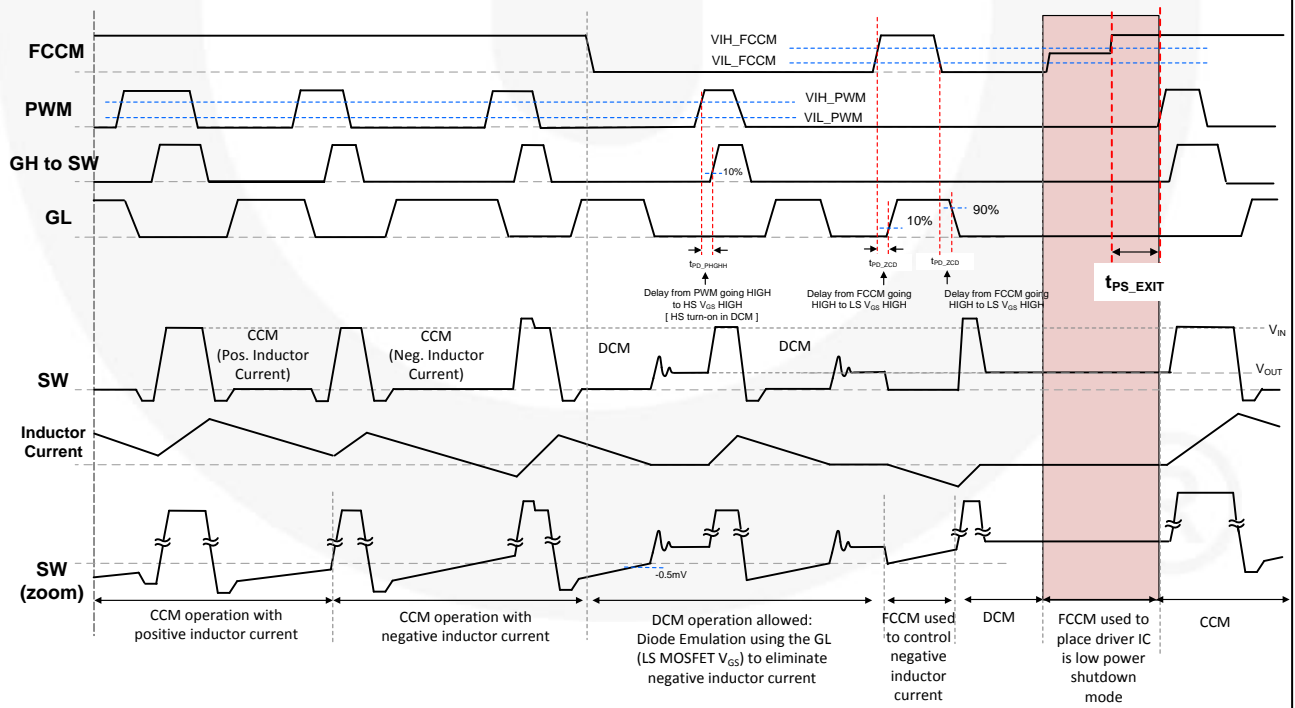 FCCM
VIH_FCCM
VIL_FCCM
PWM
VIH_PWM
VIL_PWM
GH to SW
10%
GL
10%
90%
tPD_PHGHH
tPD_ZCD
tPD_ZCD
tPS_EXIT
Delay from PWM going HIGH
to HS VGS HIGH
[ HS turn-on in DCM ]
Delay from FCCM going
HIGH to LS VGS HIGH
Delay from FCCM going
HIGH to LS VGS HIGH
VIN
CCM
(Pos. Inductor
Current)
CCM
(Neg. Inductor
Current)
DCM
DCM
VOUT
SW
Inductor
Current
SW
(zoom)
-0.5mV
CCM operation with
positive inductor current
CCM operation with
negative inductor current
DCM operation allowed:
Diode Emulation using the GL
(LS MOSFET VGS) to eliminate
negative inductor current
FCCM used
to control
negative
inductor
current
DCM
FCCM used to
place driver IC
is low power
shutdown
mode
CCM